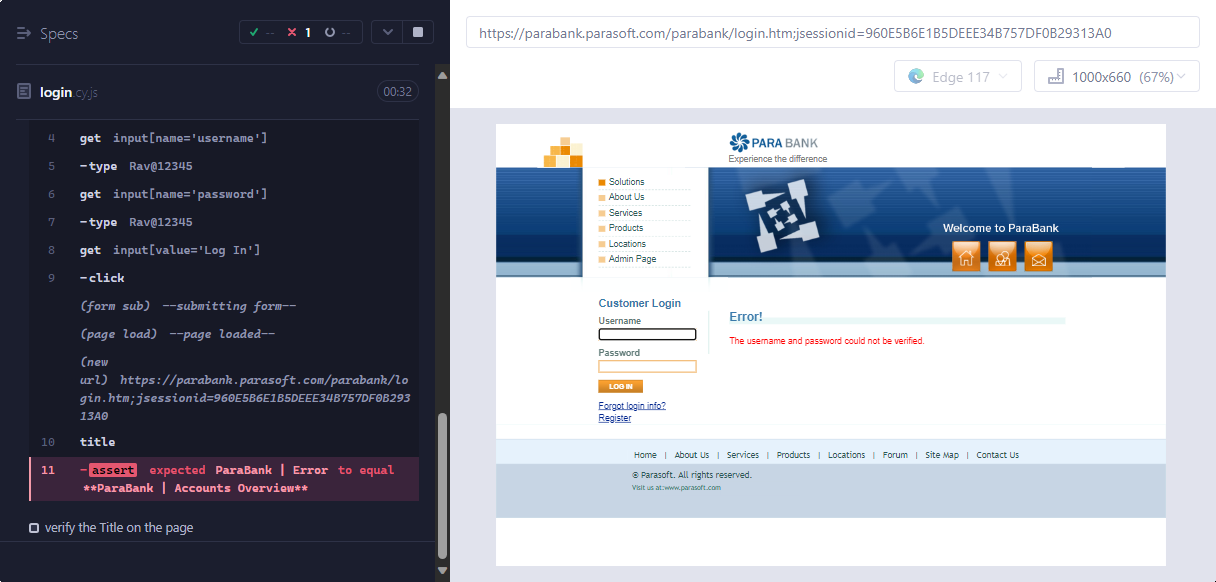 Specs
-- 1 --
login.cy.js 00:32
4 get input[name='username']
5 -type Rav@12345
6 get input[name='password']
7 -type Rav@12345
8 get input[value='Log In']
9 -click
(form sub) --submitting form--
(page load) --page loaded--
(new
url) https://parabank.parasoft.com/parabank/lo
gin.htm;jsessionid=960E5B6E1B5DEEE34B757DF0B293
13A0
10 title
11 -assert expected ParaBank | Error to equal
**ParaBank | Accounts Overview**
verify the Title on the page
https://parabank.parasoft.com/parabank/login.htm;jsessionid=960E5B6E1B5DEEE34B757DF0B29313A0
Edge 117
1000x660 (67%)
PARA BANK
Experience the difference
Solutions
About Us
Services
Products
Locations
Admin Page
Welcome to ParaBank
Customer Login
Username
Password
LOG IN
Forgot login info?
Register
Error!
The username and password could not be verified.
Home | About Us | Services | Products | Locations | Forum | Site Map | Contact Us
© Parasoft. All rights reserved.
Visit us at:www.parasoft.com